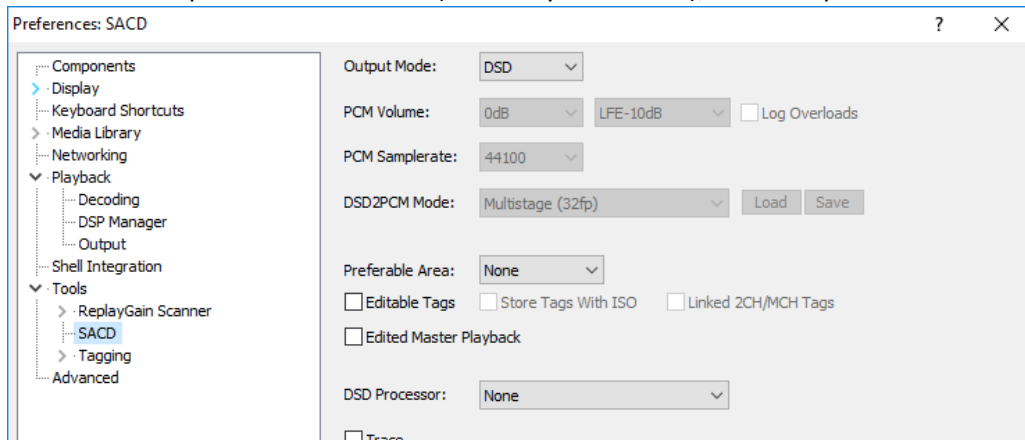 Preferences: SACD ? X
Components
Display
Keyboard Shortcuts
Media Library
Networking
Playback
Decoding
DSP Manager
Output
Shell Integration
Tools
ReplayGain Scanner
SACD
Tagging
Advanced
Output Mode: DSD
PCM Volume: 0dB LFE-10dB Log Overloads
PCM Samplerate: 44100
DSD2PCM Mode: Multistage (32fp) Load Save
Preferable Area: None
Editable Tags Store Tags With ISO Linked 2CH/MCH Tags
Edited Master Playback
DSD Processor: None
Trace